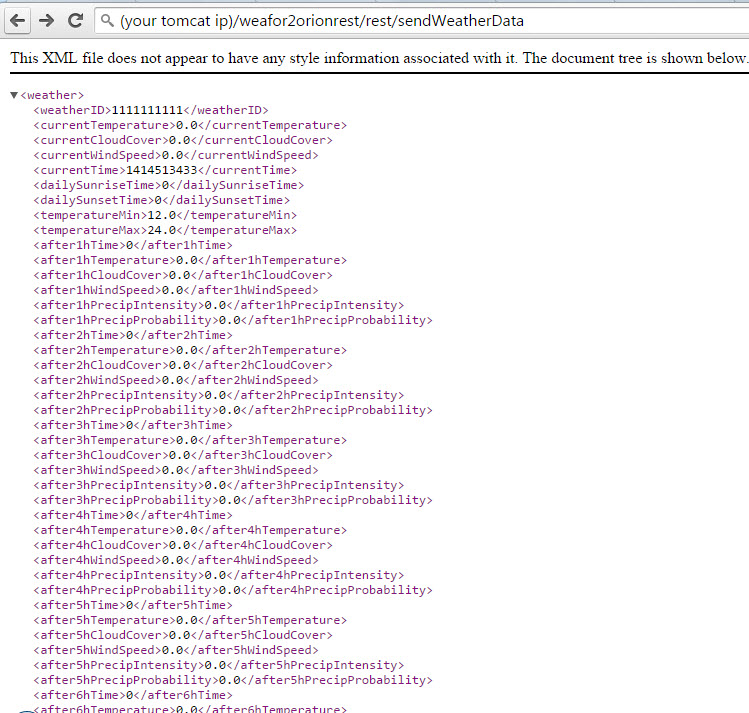 (your tomcat ip)/weafor2orionrest/rest/sendWeatherData
This XML file does not appear to have any style information associated with it. The document tree is shown below.
▼<weather>
<weatherID>1111111111</weatherID>
<currentTemperature>0.0</currentTemperature>
<currentCloudCover>0.0</currentCloudCover>
<currentWindSpeed>0.0</currentWindSpeed>
<currentTime>1414513433</currentTime>
<dailySunriseTime>0</dailySunriseTime>
<dailySunsetTime>0</dailySunsetTime>
<temperatureMin>12.0</temperatureMin>
<temperatureMax>24.0</temperatureMax>
<after1hTime>0</after1hTime>
<after1hTemperature>0.0</after1hTemperature>
<after1hCloudCover>0.0</after1hCloudCover>
<after1hWindSpeed>0.0</after1hWindSpeed>
<after1hPrecipIntensity>0.0</after1hPrecipIntensity>
<after1hPrecipProbability>0.0</after1hPrecipProbability>
<after2hTime>0</after2hTime>
<after2hTemperature>0.0</after2hTemperature>
<after2hCloudCover>0.0</after2hCloudCover>
<after2hWindSpeed>0.0</after2hWindSpeed>
<after2hPrecipIntensity>0.0</after2hPrecipIntensity>
<after2hPrecipProbability>0.0</after2hPrecipProbability>
<after3hTime>0</after3hTime>
<after3hTemperature>0.0</after3hTemperature>
<after3hCloudCover>0.0</after3hCloudCover>
<after3hWindSpeed>0.0</after3hWindSpeed>
<after3hPrecipIntensity>0.0</after3hPrecipIntensity>
<after3hPrecipProbability>0.0</after3hPrecipProbability>
<after4hTime>0</after4hTime>
<after4hTemperature>0.0</after4hTemperature>
<after4hCloudCover>0.0</after4hCloudCover>
<after4hWindSpeed>0.0</after4hWindSpeed>
<after4hPrecipIntensity>0.0</after4hPrecipIntensity>
<after4hPrecipProbability>0.0</after4hPrecipProbability>
<after5hTime>0</after5hTime>
<after5hTemperature>0.0</after5hTemperature>
<after5hCloudCover>0.0</after5hCloudCover>
<after5hWindSpeed>0.0</after5hWindSpeed>
<after5hPrecipIntensity>0.0</after5hPrecipIntensity>
<after5hPrecipProbability>0.0</after5hPrecipProbability>
<after6hTime>0</after6hTime>
<after6hTemperature>0.0</after6hTemperature>